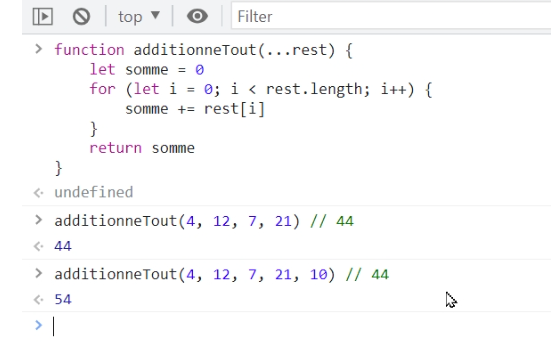 top ▼ Filter
> function additionneTout(...rest) {
let somme = 0
for (let i = 0; i < rest.length; i++) {
somme += rest[i]
}
return somme
}
undefined
> additionneTout(4, 12, 7, 21) // 44
44
> additionneTout(4, 12, 7, 21, 10) // 44
54
>